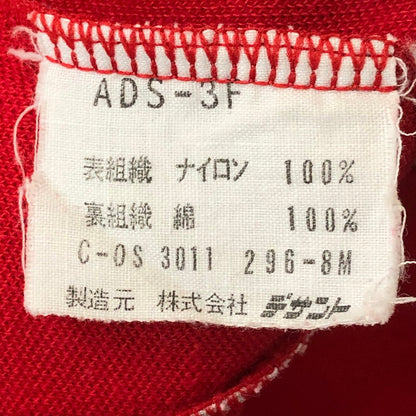 ADS-3F
表組織 ナイロン 100%
裏組織 綿 100%
C-OS 3011 296-8M
製造元 株式会社 デサント